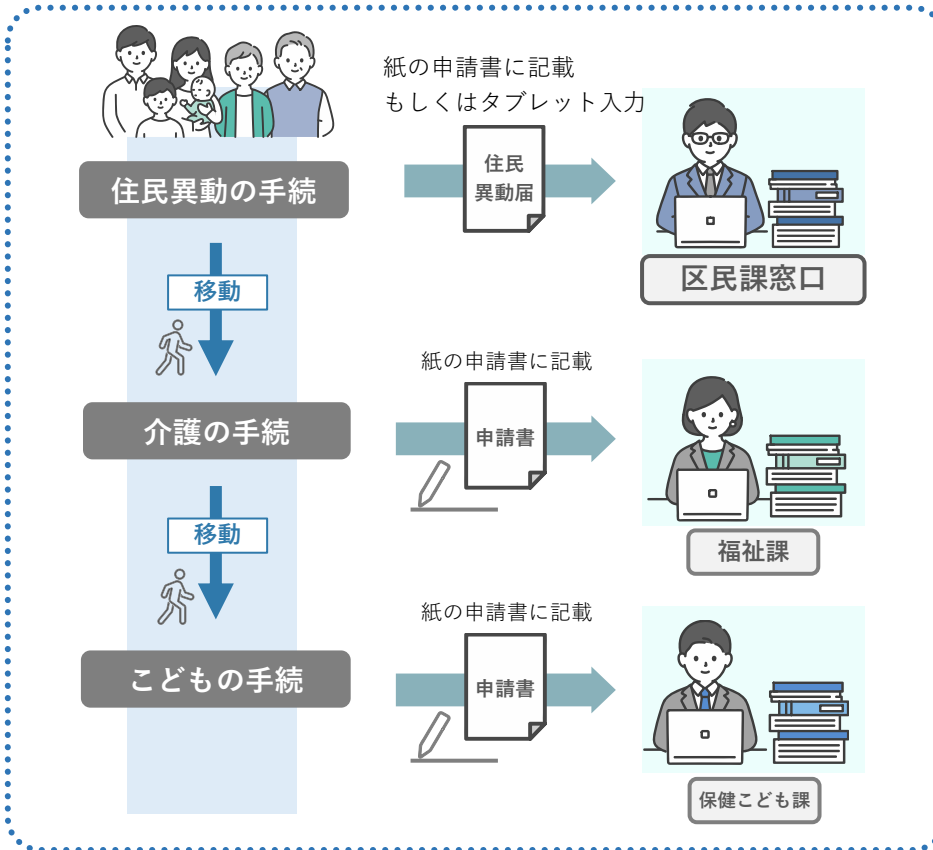 紙の申請書に記載
もしくはタブレット入力
住民異動の手続
住民
異動届
区民課窓口
移動
紙の申請書に記載
介護の手続
申請書
福祉課
移動
紙の申請書に記載
こどもの手続
申請書
保健こども課